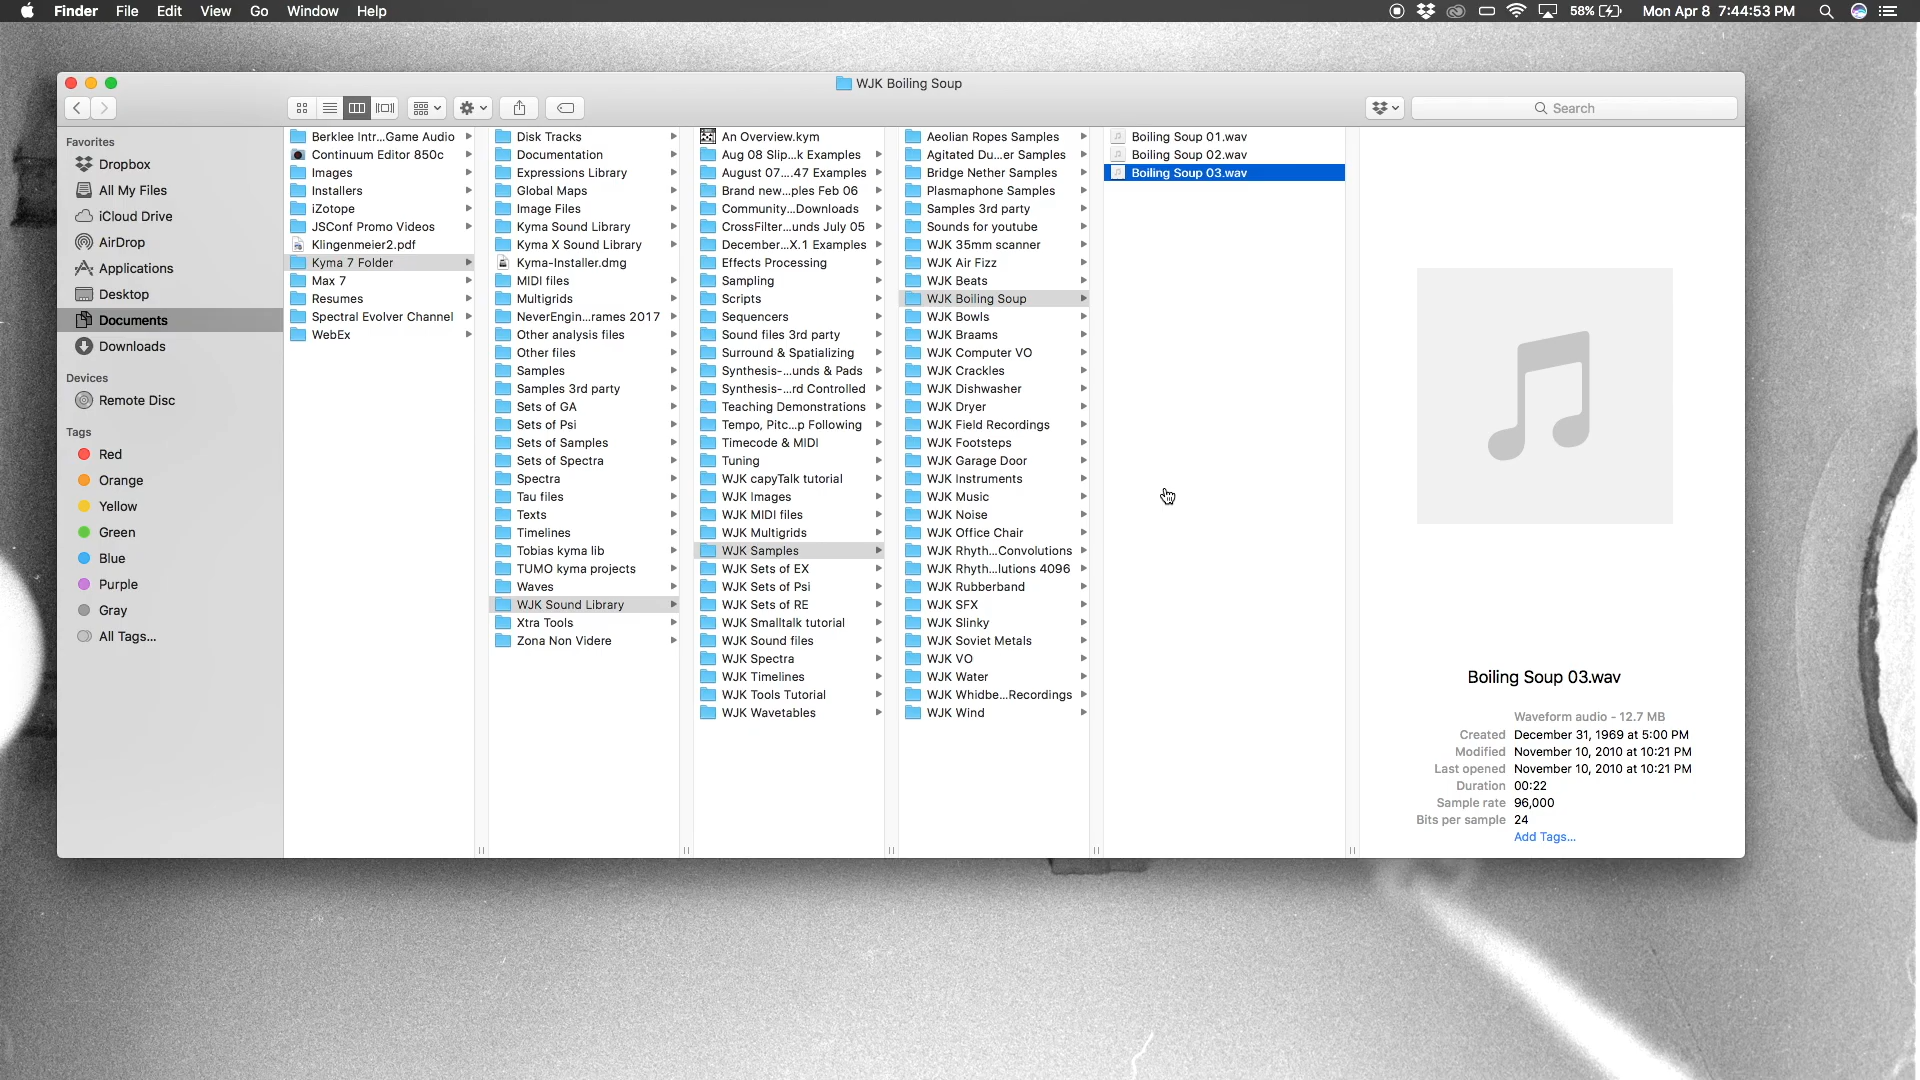 Finder File Edit View Go Window Help
58% Mon Apr 8 7:44:53 PM
WJK Boiling Soup
Search
Favorites
Dropbox
All My Files
iCloud Drive
AirDrop
Applications
Desktop
Documents
Downloads
Devices
Remote Disc
Tags
Red
Orange
Yellow
Green
Blue
Purple
Gray
All Tags...
Berklee Intr...Game Audio
Continuum Editor 850c
Images
Installers
iZotope
JSConf Promo Videos
Klingenmeier2.pdf
Kyma 7 Folder
Max 7
Resumes
Spectral Evolver Channel
WebEx
Disk Tracks
Documentation
Expressions Library
Global Maps
Image Files
Kyma Sound Library
Kyma X Sound Library
Kyma-Installer.dmg
MIDI files
Multigrids
NeverEngin...rames 2017
Other analysis files
Other files
Samples
Samples 3rd party
Sets of GA
Sets of Psi
Sets of Samples
Sets of Spectra
Spectra
Tau files
Texts
Timelines
Tobias kyma lib
TUMO kyma projects
Waves
WJK Sound Library
Xtra Tools
Zona Non Videre
An Overview.kym
Aug 08 Slip...k Examples
August 07....47 Examples
Brand new...ples Feb 06
Community...Downloads
CrossFilter...unds July 05
December...X.1 Examples
Effects Processing
Sampling
Scripts
Sequencers
Sound files 3rd party
Surround & Spatializing
Synthesis-...unds & Pads
Synthesis-...rd Controlled
Teaching Demonstrations
Tempo, Pitc...p Following
Timecode & MIDI
Tuning
WJK capyTalk tutorial
WJK Images
WJK MIDI files
WJK Multigrids
WJK Samples
WJK Sets of EX
WJK Sets of Psi
WJK Sets of RE
WJK Smalltalk tutorial
WJK Sound files
WJK Spectra
WJK Timelines
WJK Tools Tutorial
WJK Wavetables
Aeolian Ropes Samples
Agitated Du...er Samples
Bridge Nether Samples
Plasmaphone Samples
Samples 3rd party
Sounds for youtube
WJK 35mm scanner
WJK Air Fizz
WJK Beats
WJK Boiling Soup
WJK Bowls
WJK Braams
WJK Computer VO
WJK Crackles
WJK Dishwasher
WJK Dryer
WJK Field Recordings
WJK Footsteps
WJK Garage Door
WJK Instruments
WJK Music
WJK Noise
WJK Office Chair
WJK Rhyth...Convolutions
WJK Rhyth...lutions 4096
WJK Rubberband
WJK SFX
WJK Slinky
WJK Soviet Metals
WJK VO
WJK Water
WJK Whidbe...Recordings
WJK Wind
Boiling Soup 01.wav
Boiling Soup 02.wav
Boiling Soup 03.wav
Boiling Soup 03.wav
Waveform audio - 12.7 MB
Created December 31, 1969 at 5:00 PM
Modified November 10, 2010 at 10:21 PM
Last opened November 10, 2010 at 10:21 PM
Duration 00:22
Sample rate 96,000
Bits per sample 24
Add Tags...